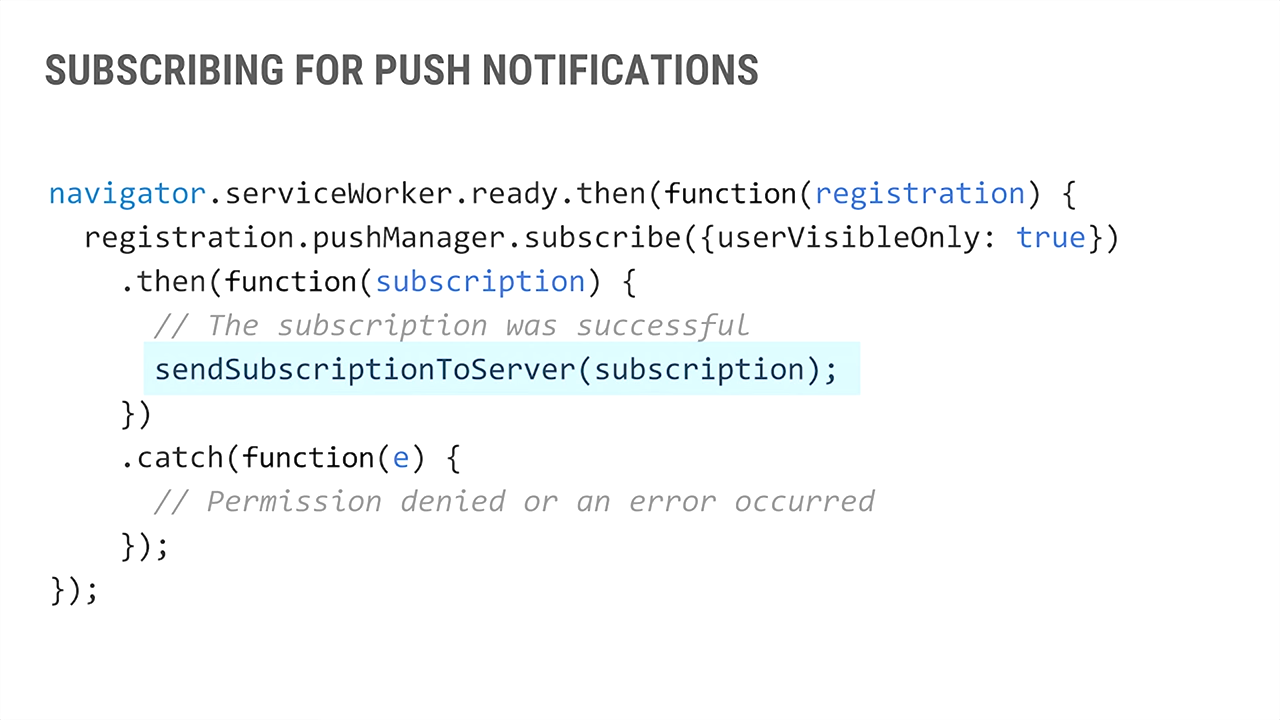 SUBSCRIBING FOR PUSH NOTIFICATIONS
navigator.serviceWorker.ready.then(function(registration) {
  registration.pushManager.subscribe({userVisibleOnly: true})
    .then(function(subscription) {
      // The subscription was successful
      sendSubscriptionToServer(subscription);
    })
    .catch(function(e) {
      // Permission denied or an error occurred
    });
});